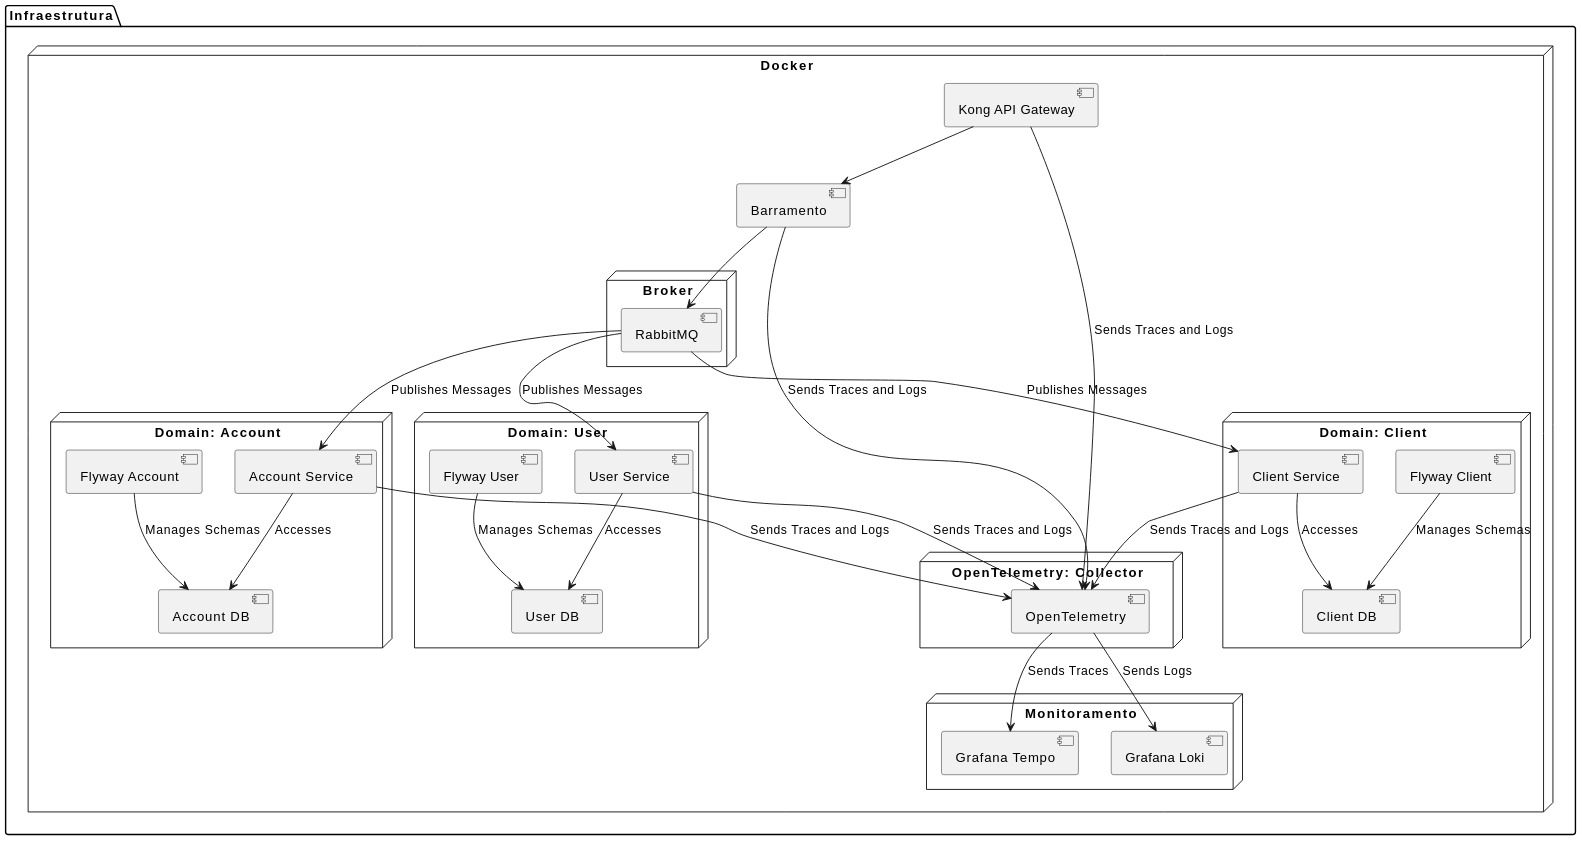 Infraestrutura
Docker
Kong API Gateway
Barramento
Broker
RabbitMQ
Sends Traces and Logs
Publishes Messages
Publishes Messages
Sends Traces and Logs
Publishes Messages
Domain: Account
Flyway Account
Account Service
Manages Schemas
Accesses
Account DB
Domain: User
Flyway User
User Service
Manages Schemas
Accesses
User DB
Sends Traces and Logs
Sends Traces and Logs
Sends Traces and Logs
Domain: Client
Client Service
Flyway Client
Accesses
Manages Schemas
Client DB
OpenTelemetry: Collector
OpenTelemetry
Sends Traces
Sends Logs
Monitoramento
Grafana Tempo
Grafana Loki